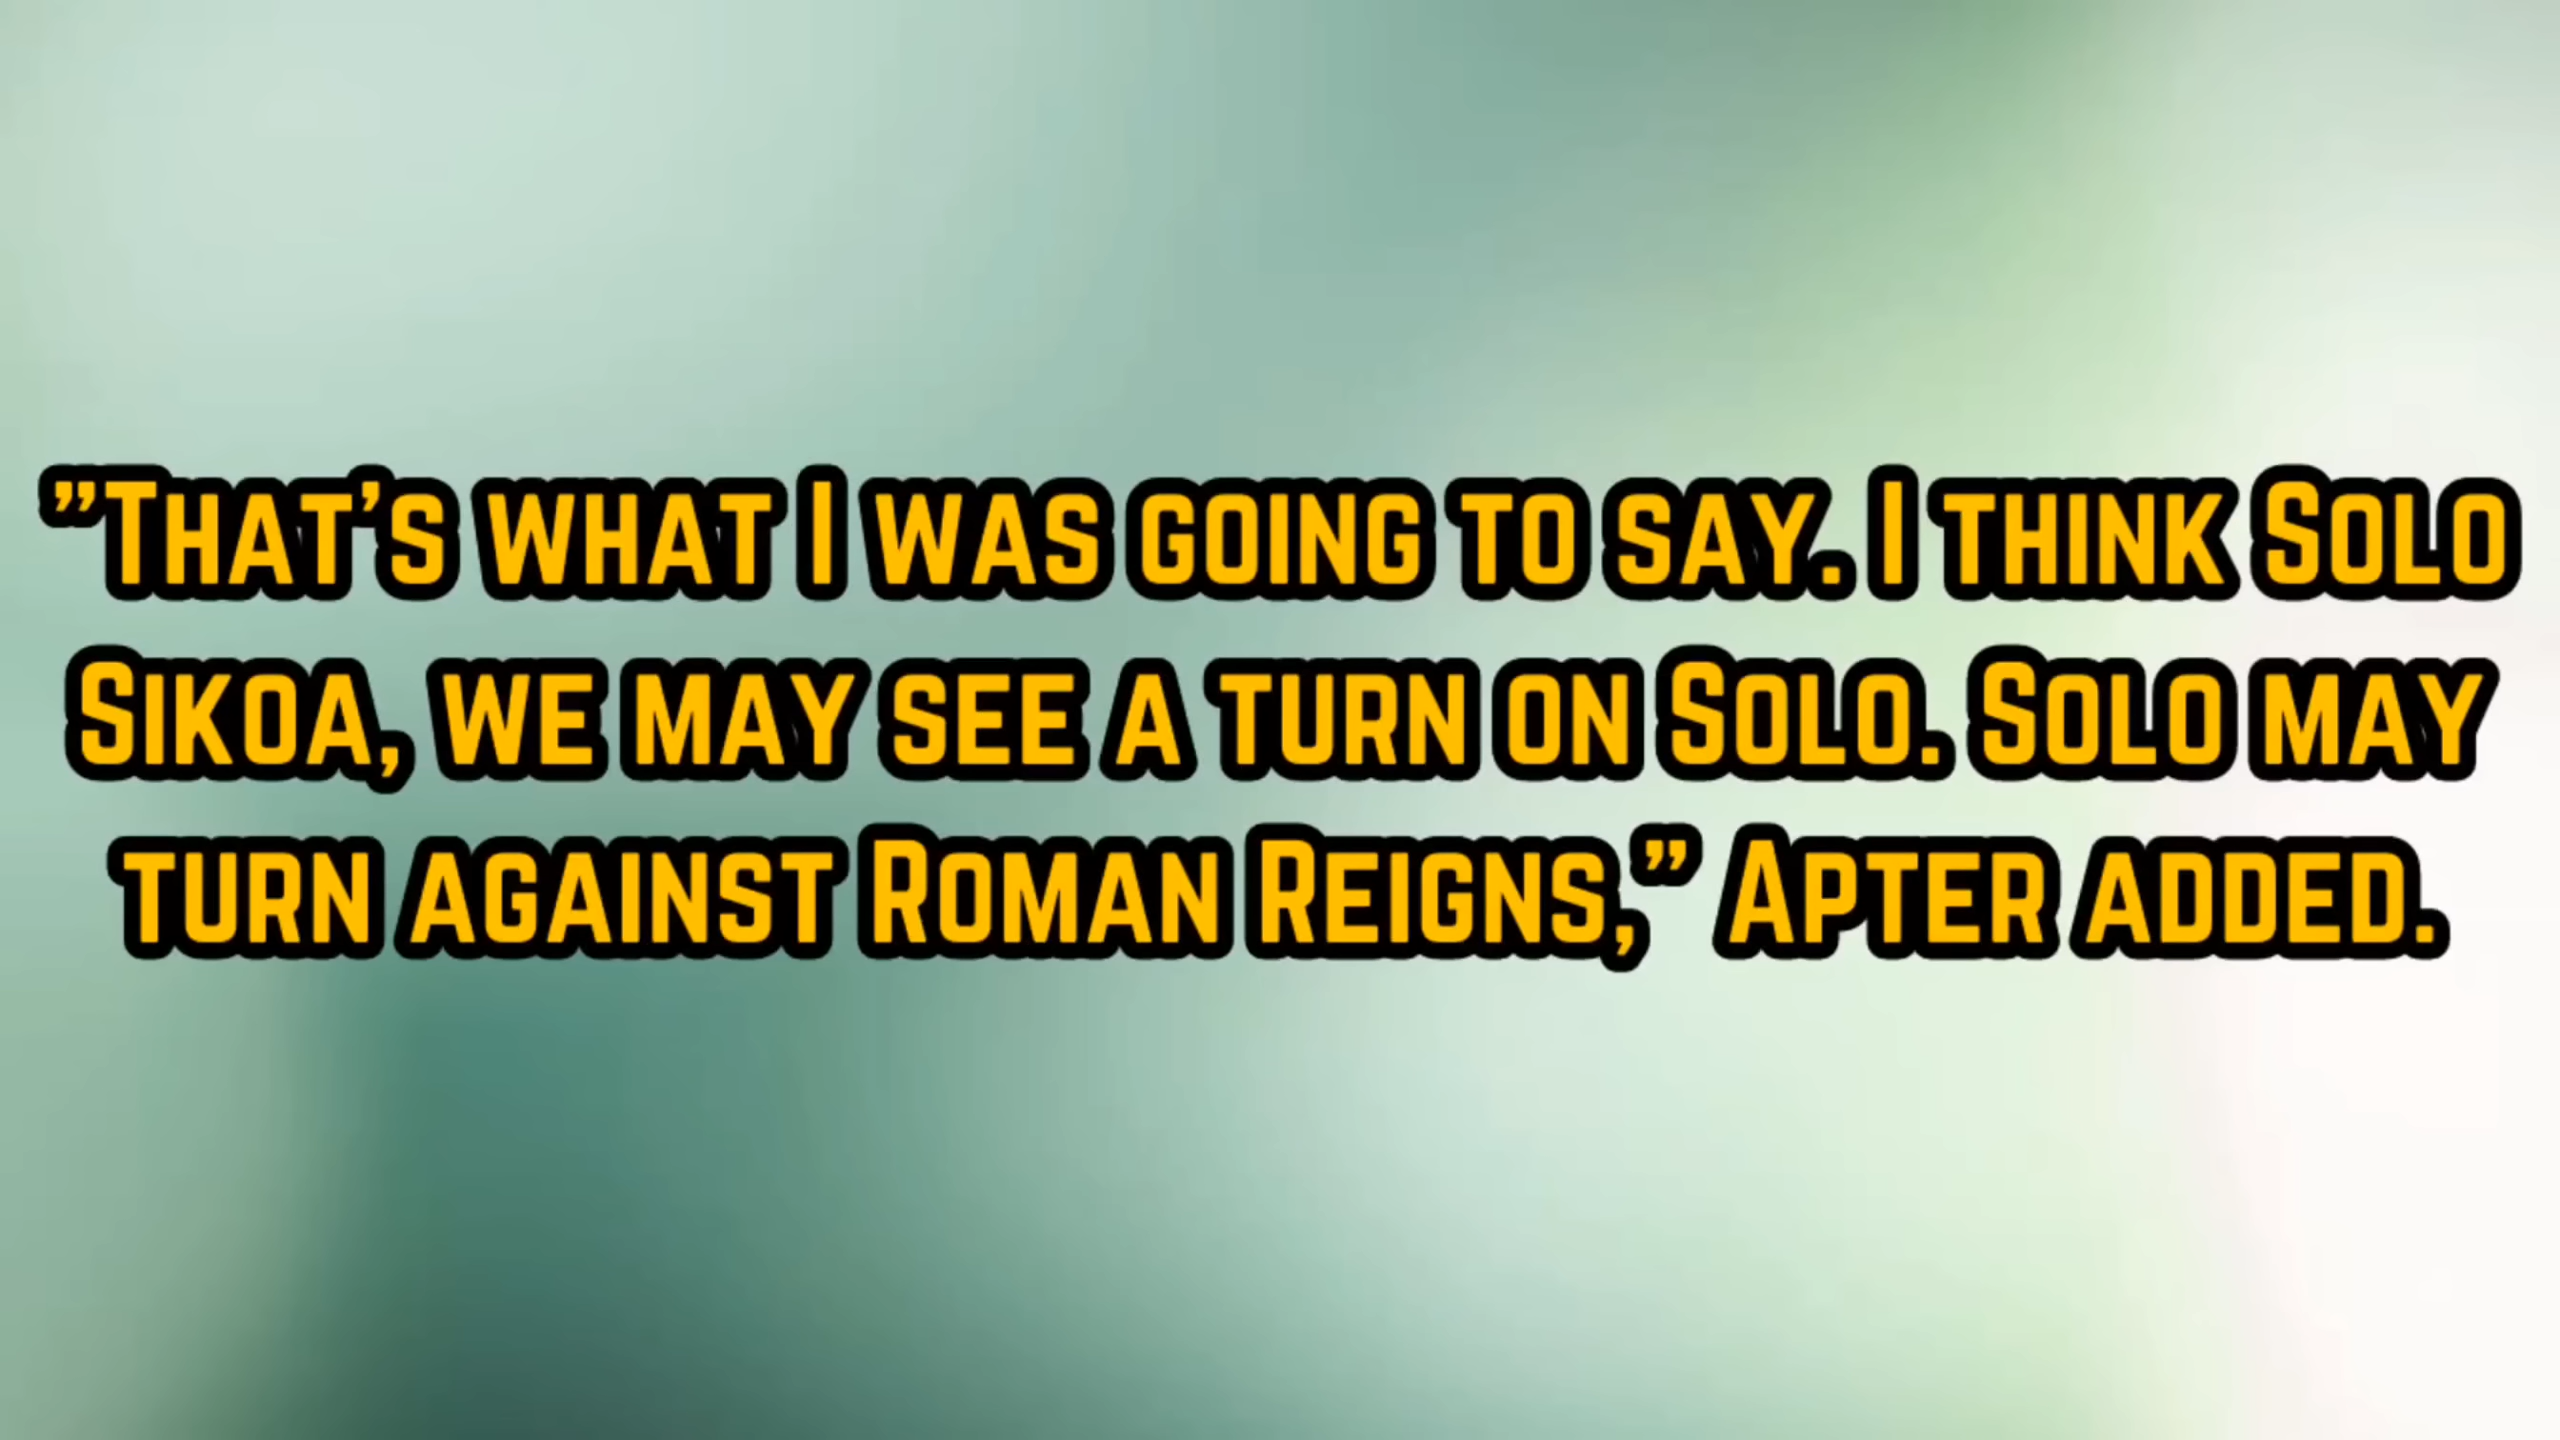 ”That’s what I was going to say. I think Solo
Sikoa, we may see a turn on Solo. Solo may
turn against Roman Reigns,” Apter added.